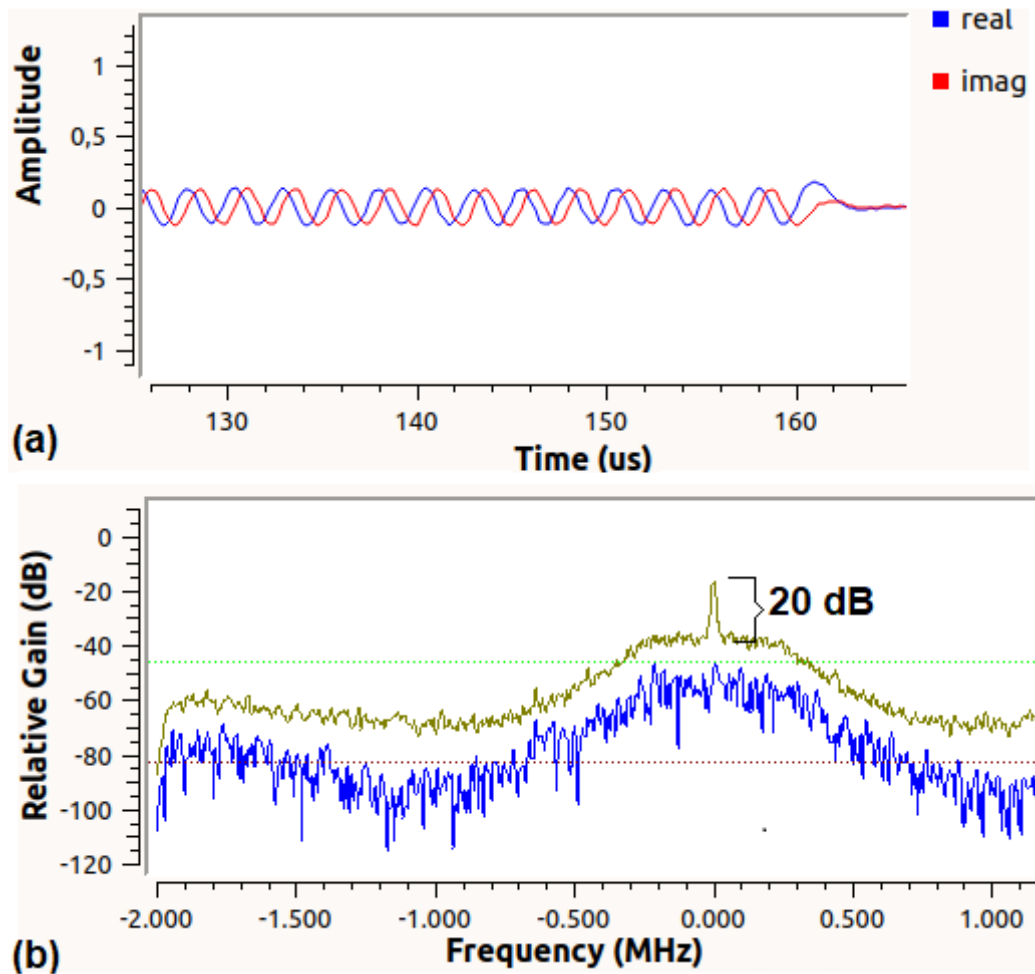 real
imag
Amplitude
1
0,5
0
-0,5
-1
130 140 150 160
Time (us)
(a)
20 dB
Relative Gain (dB)
0
-20
-40
-60
-80
-100
-120
-2.000 -1.500 -1.000 -0.500 0.000 0.500 1.000
Frequency (MHz)
(b)